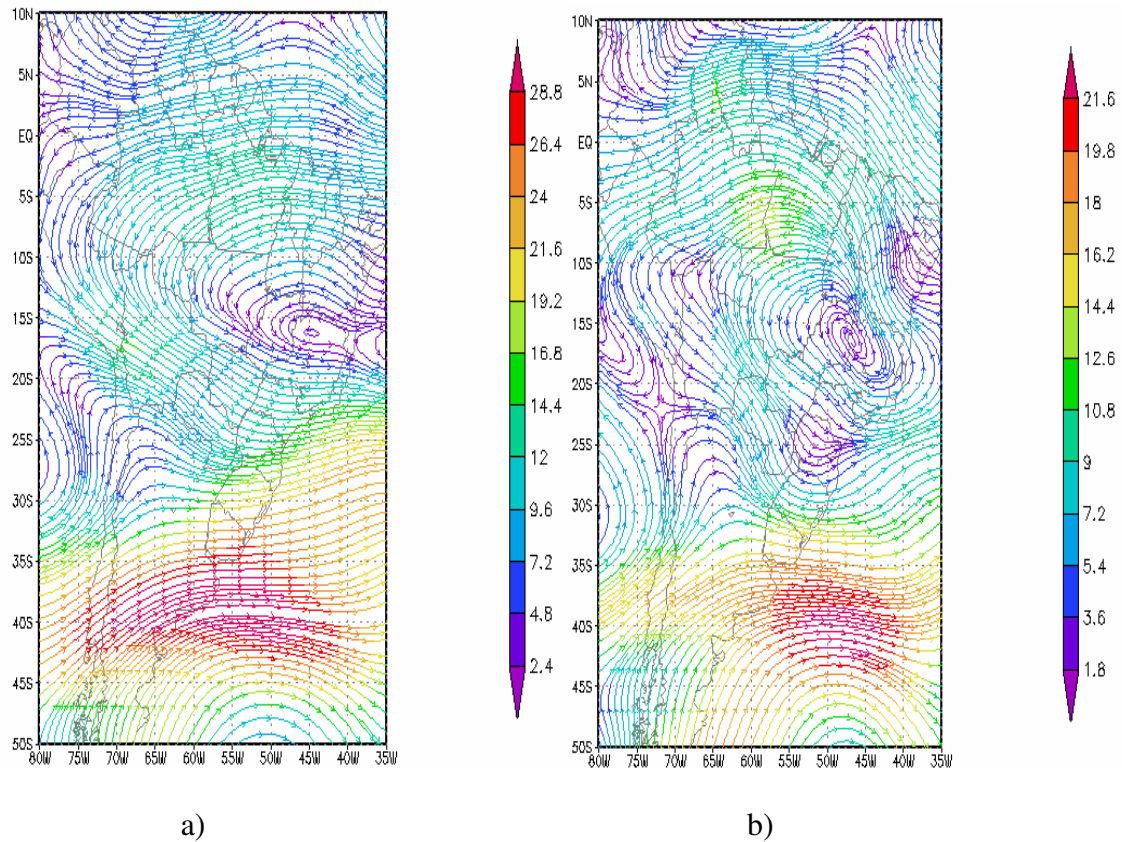 10N
5N
EQ
5S
10S
15S
20S
25S
30S
35S
40S
45S
50S
80W 75W 70W 65W 60W 55W 50W 45W 40W 35W
28.8
26.4
24
21.6
19.2
16.8
14.4
12
9.6
7.2
4.8
2.4
10N
5N
EQ
5S
10S
15S
20S
25S
30S
35S
40S
45S
50S
80W 75W 70W 65W 60W 55W 50W 45W 40W 35W
21.6
19.8
18
16.2
14.4
12.6
10.8
9
7.2
5.4
3.6
1.8
a) b)